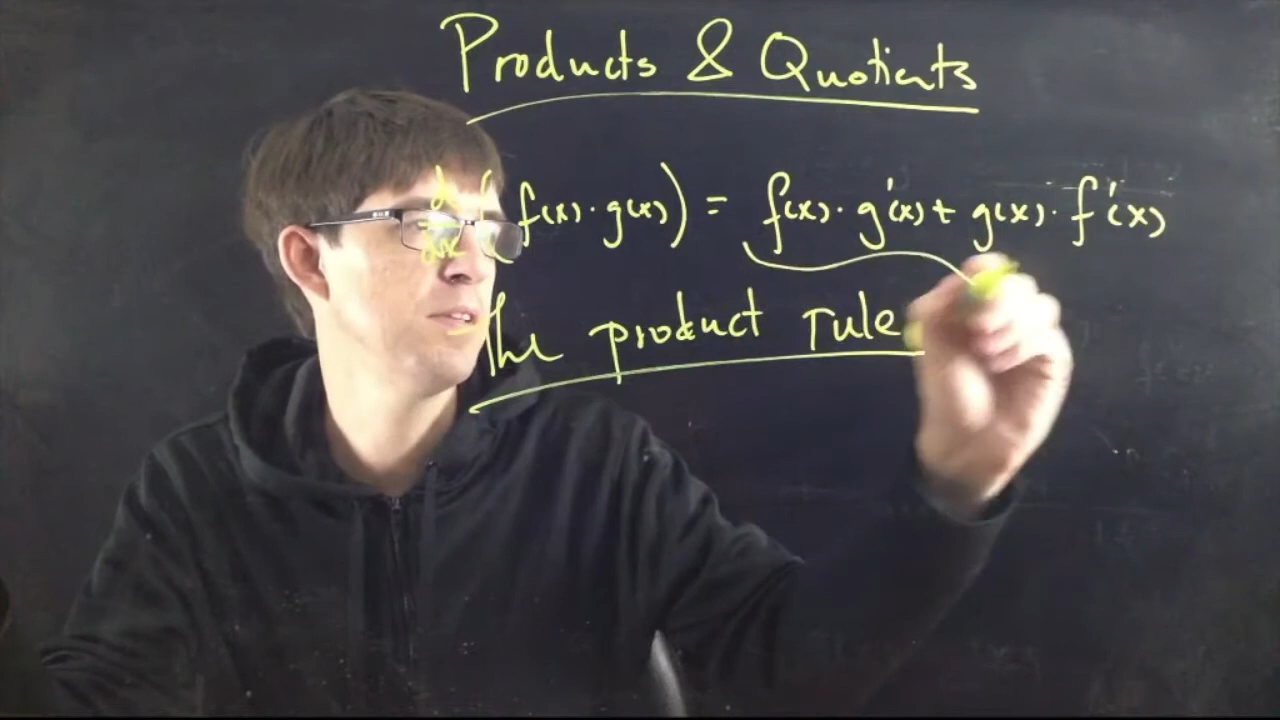 Products & Quotients
d/dx ( f(x) · g(x) ) = f(x) · g'(x) + g(x) · f'(x)
The product rule